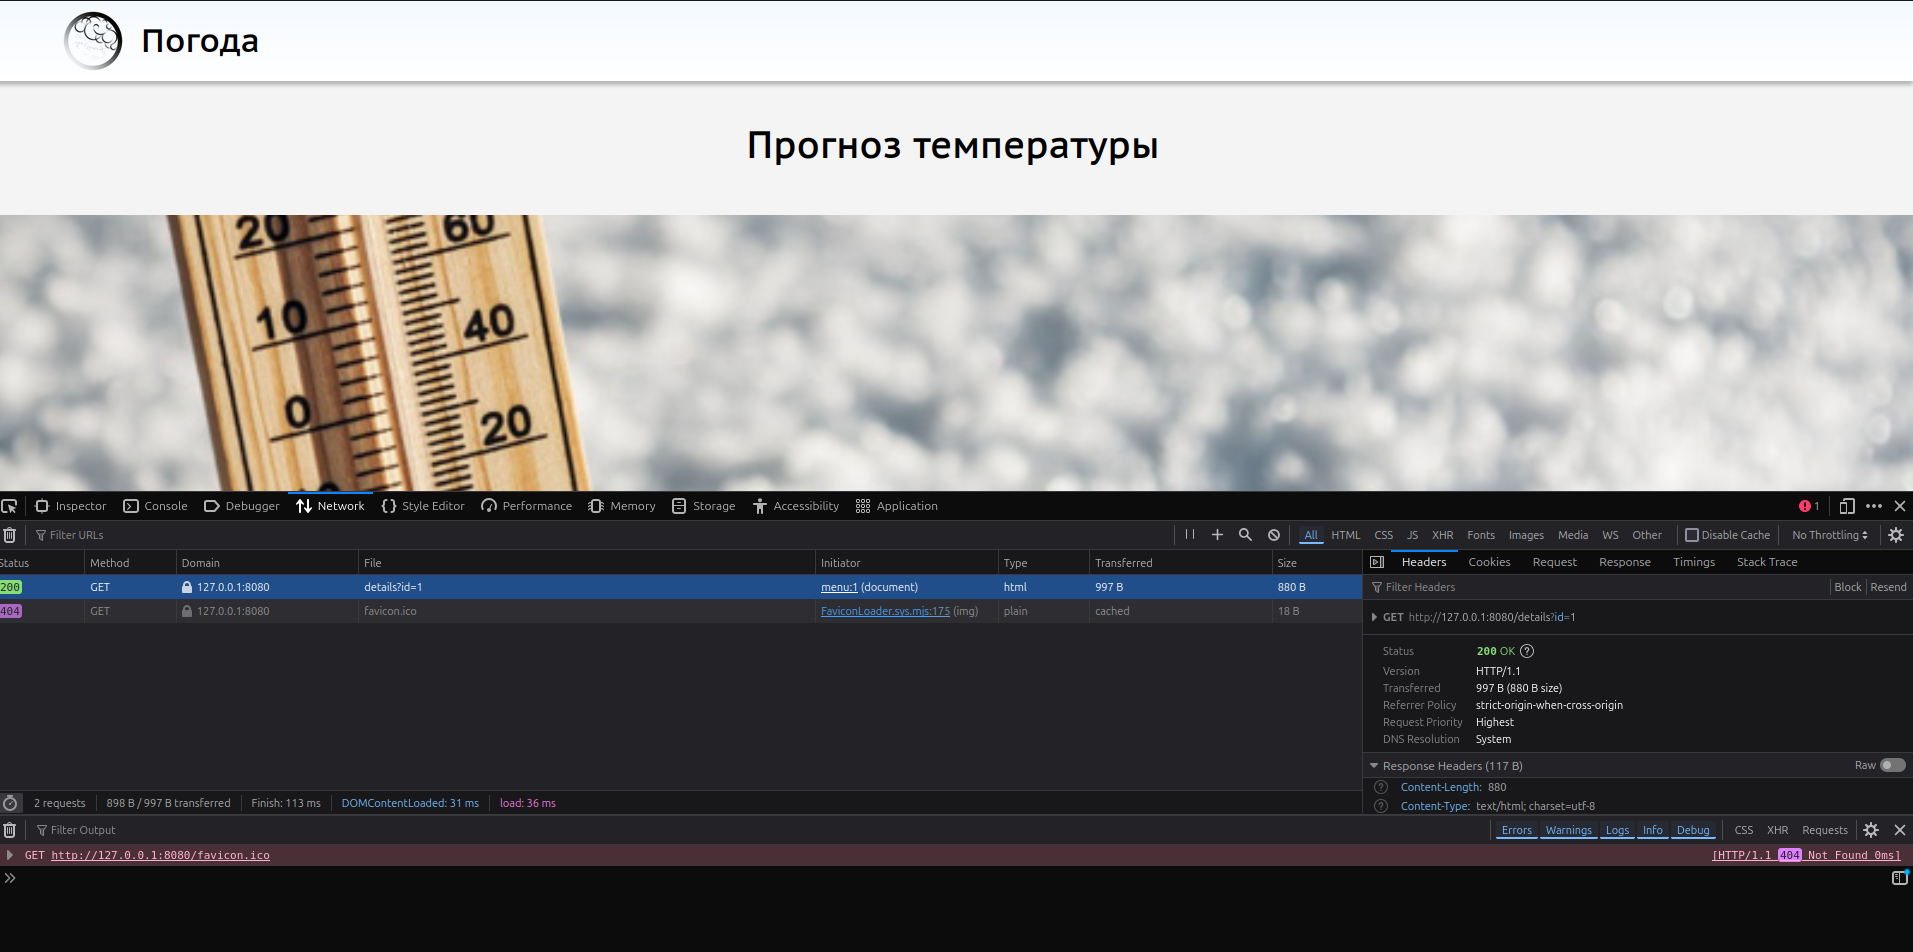 Погода
Прогноз температуры
20 60
10 40
0 20
Inspector Console Debugger Network Style Editor Performance Memory Storage Accessibility Application 1
Filter URLs All HTML CSS JS XHR Fonts Images Media WS Other Disable Cache No Throttling
Status Method Domain File Initiator Type Transferred Size
200 GET 127.0.0.1:8080 details?id=1 menu:1 (document) html 997 B 880 B
404 GET 127.0.0.1:8080 favicon.ico FaviconLoader.sys.mjs:175 (img) plain cached 18 B
Headers Cookies Request Response Timings Stack Trace
Filter Headers Block Resend
GET http://127.0.0.1:8080/details?id=1
Status 200 OK
Version HTTP/1.1
Transferred 997 B (880 B size)
Referrer Policy strict-origin-when-cross-origin
Request Priority Highest
DNS Resolution System
Response Headers (117 B) Raw
Content-Length: 880
Content-Type: text/html; charset=utf-8
2 requests 898 B / 997 B transferred Finish: 113 ms DOMContentLoaded: 31 ms load: 36 ms
Filter Output Errors Warnings Logs Info Debug CSS XHR Requests
GET http://127.0.0.1:8080/favicon.ico [HTTP/1.1 404 Not Found 0ms]